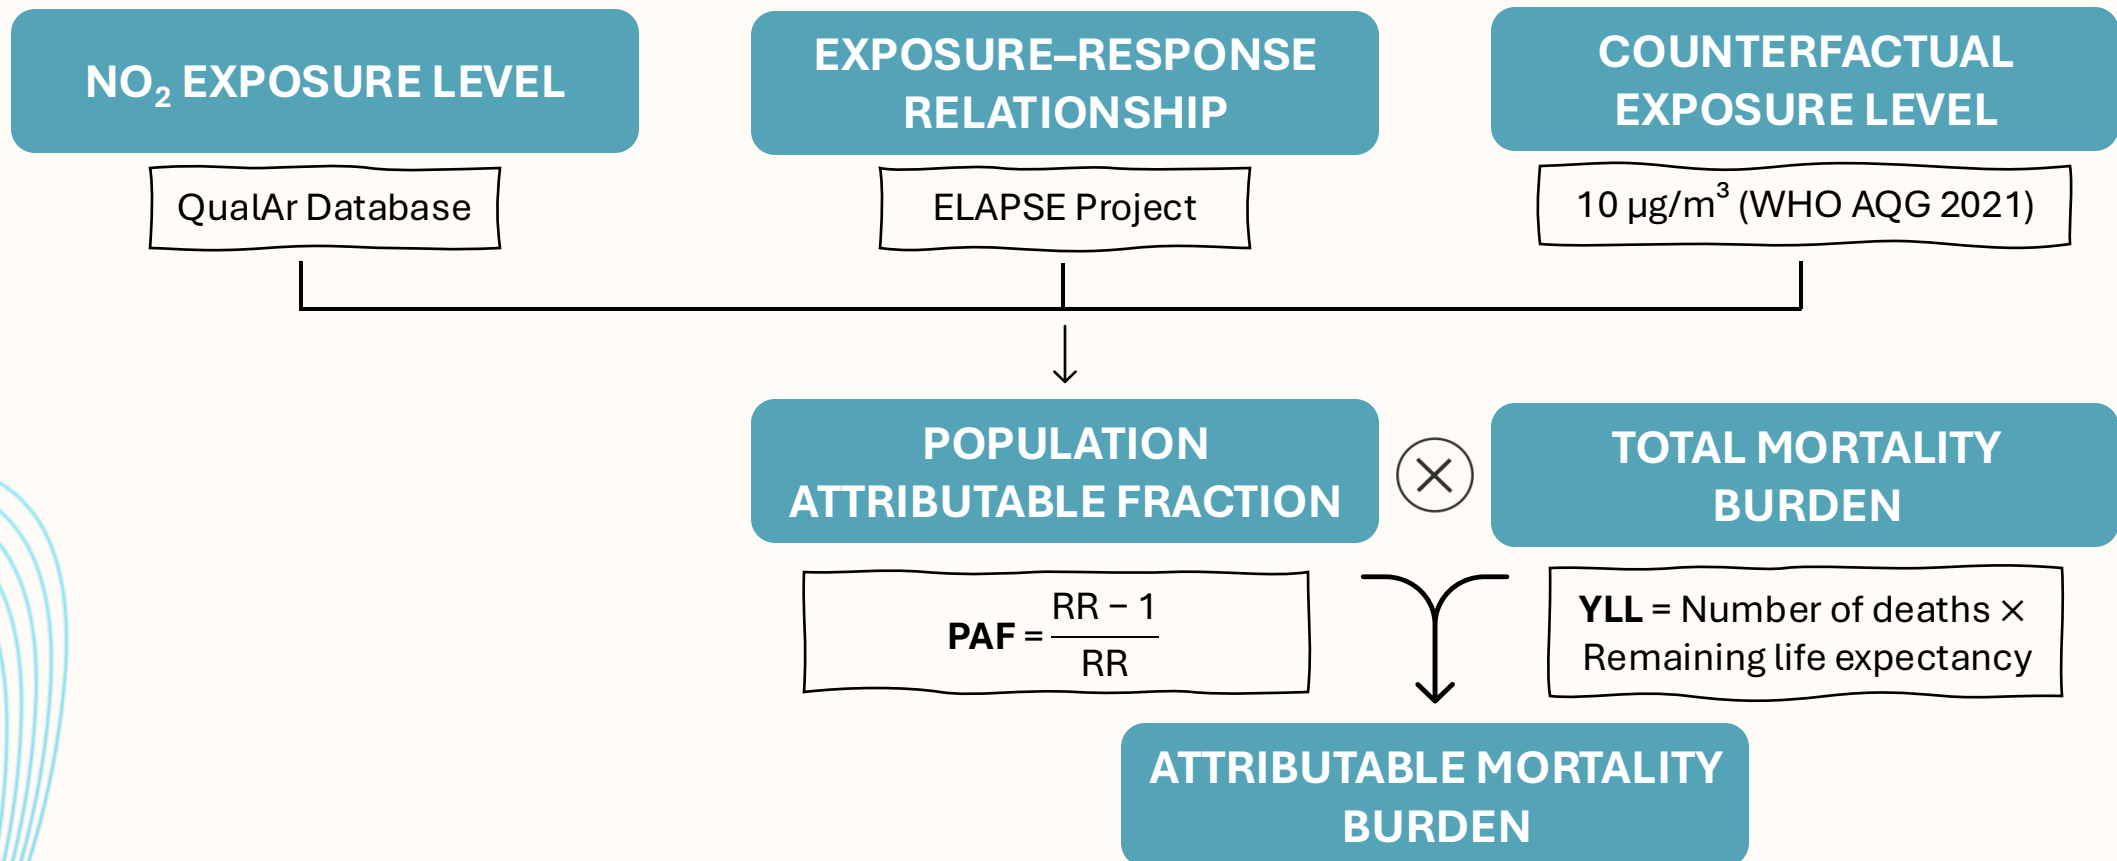 NO₂ EXPOSURE LEVEL
QualAr Database
EXPOSURE–RESPONSE
RELATIONSHIP
ELAPSE Project
COUNTERFACTUAL
EXPOSURE LEVEL
10 µg/m³ (WHO AQG 2021)
POPULATION
ATTRIBUTABLE FRACTION
PAF = RR − 1
RR
TOTAL MORTALITY
BURDEN
YLL = Number of deaths ×
Remaining life expectancy
ATTRIBUTABLE MORTALITY
BURDEN